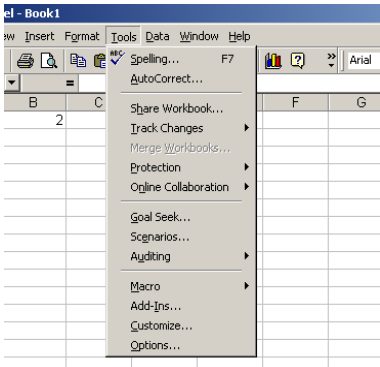 el - Book1
ew Insert Format Tools Data Window Help
Arial
=
B C F G
2
ABC Spelling... F7
AutoCorrect...
Share Workbook...
Track Changes
Merge Workbooks...
Protection
Online Collaboration
Goal Seek...
Scenarios...
Auditing
Macro
Add-Ins...
Customize...
Options...